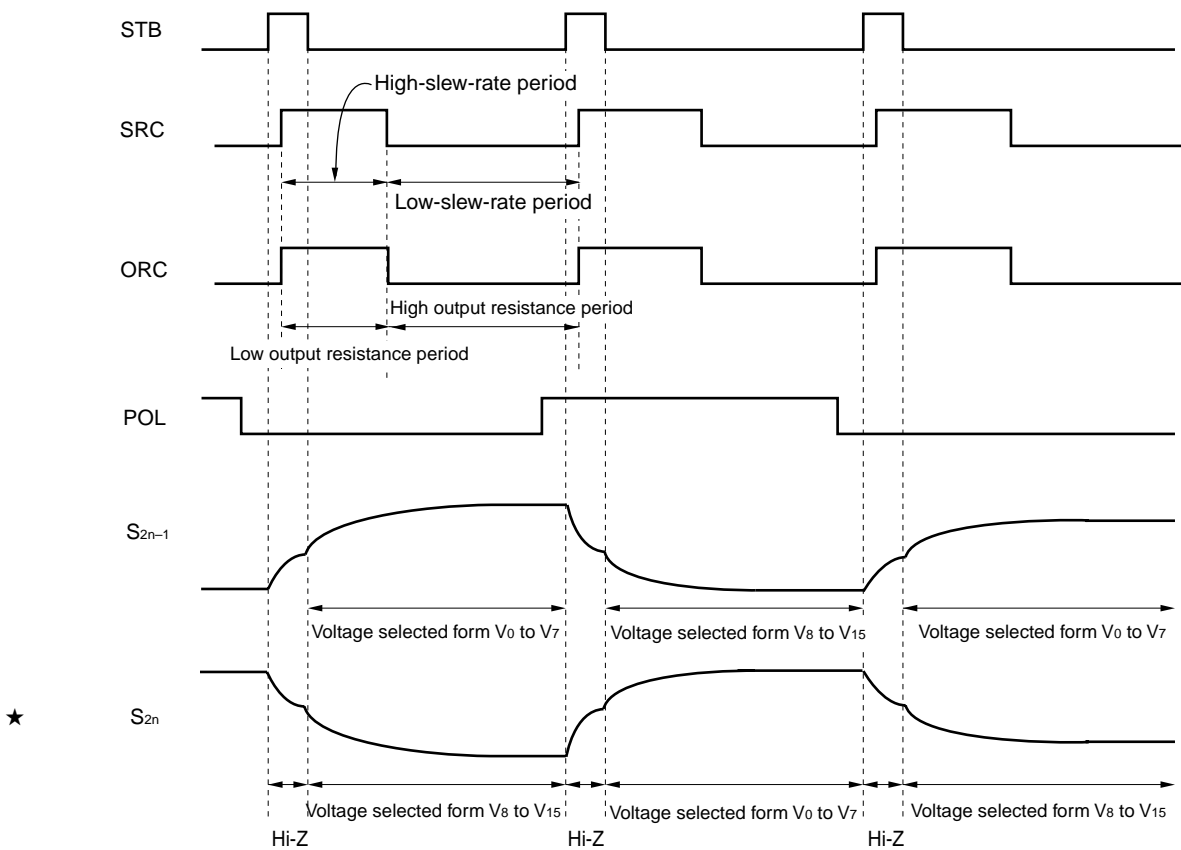 STB
High-slew-rate period
SRC
Low-slew-rate period
ORC
High output resistance period
Low output resistance period
POL
S2n–1
Voltage selected form V0 to V7
Voltage selected form V8 to V15
Voltage selected form V0 to V7
★
S2n
Voltage selected form V8 to V15
Voltage selected form V0 to V7
Voltage selected form V8 to V15
Hi-Z
Hi-Z
Hi-Z